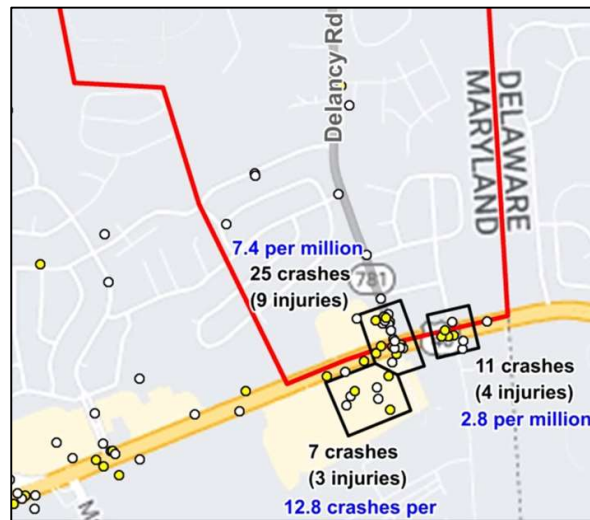 Delancy Rd
DELAWARE
MARYLAND
7.4 per million
25 crashes
(9 injuries)
781
11 crashes
(4 injuries)
2.8 per million
7 crashes
(3 injuries)
12.8 crashes per
M